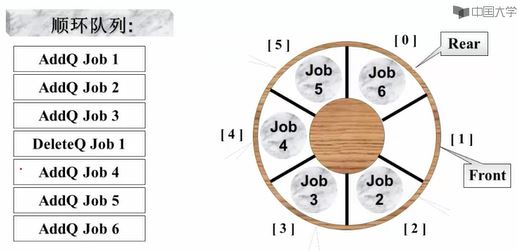 顺环队列:
AddQ Job 1
AddQ Job 2
AddQ Job 3
DeleteQ Job 1
AddQ Job 4
AddQ Job 5
AddQ Job 6
中国大学
[ 5 ]
[ 0 ]
Rear
Job
5
Job
6
[ 4 ]
Job
4
[ 1 ]
Front
Job
3
Job
2
[ 3 ]
[ 2 ]